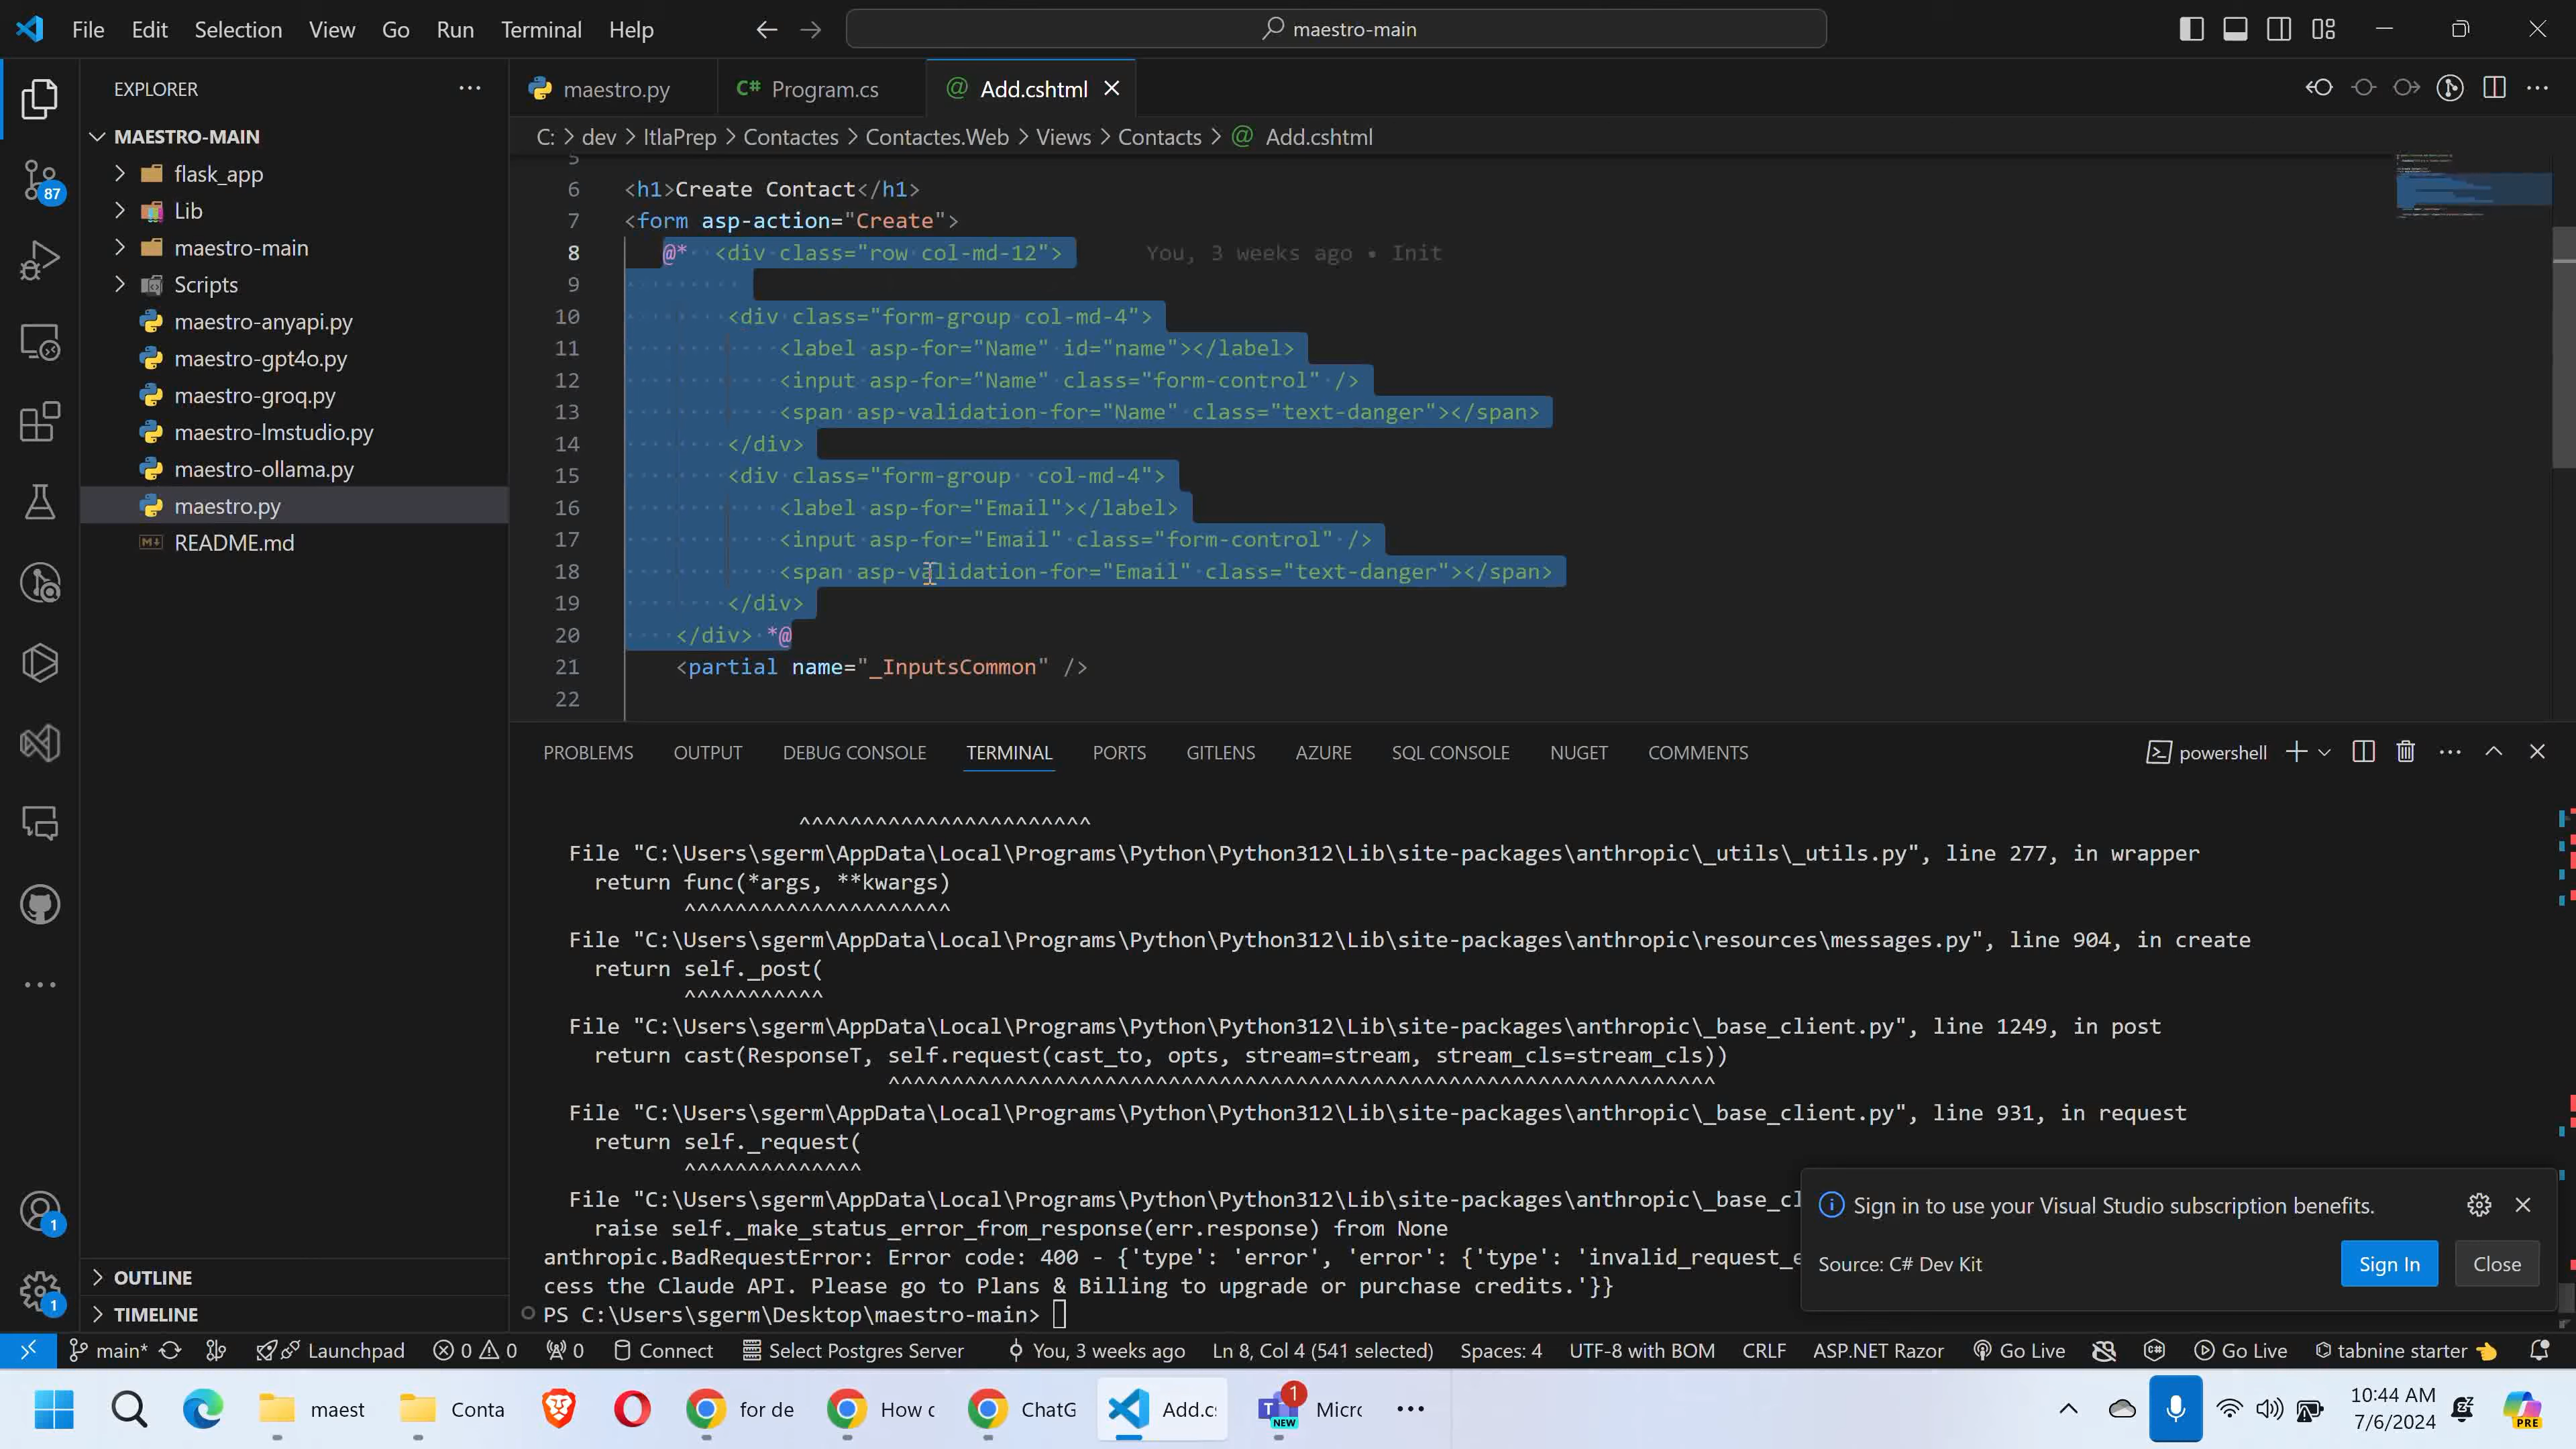 File Edit Selection View Go Run Terminal Help
maestro-main
EXPLORER
MAESTRO-MAIN
flask_app
Lib
maestro-main
Scripts
maestro-anyapi.py
maestro-gpt4o.py
maestro-groq.py
maestro-lmstudio.py
maestro-ollama.py
maestro.py
README.md
OUTLINE
TIMELINE
87
1
1
maestro.py Program.cs Add.cshtml
C: > dev > ItlaPrep > Contactes > Contactes.Web > Views > Contacts > Add.cshtml
5
6 <h1>Create Contact</h1>
7 <form asp-action="Create">
8 @* <div class="row col-md-12"> You, 3 weeks ago • Init
9
10 <div class="form-group col-md-4">
11 <label asp-for="Name" id="name"></label>
12 <input asp-for="Name" class="form-control" />
13 <span asp-validation-for="Name" class="text-danger"></span>
14 </div>
15 <div class="form-group  col-md-4">
16 <label asp-for="Email"></label>
17 <input asp-for="Email" class="form-control" />
18 <span asp-validation-for="Email" class="text-danger"></span>
19 </div>
20 </div> *@
21 <partial name="_InputsCommon" />
22
PROBLEMS OUTPUT DEBUG CONSOLE TERMINAL PORTS GITLENS AZURE SQL CONSOLE NUGET COMMENTS
powershell
^^^^^^^^^^^^^^^^^^^^^^^
File "C:\Users\sgerm\AppData\Local\Programs\Python\Python312\Lib\site-packages\anthropic\_utils\_utils.py", line 277, in wrapper
return func(*args, **kwargs)
^^^^^^^^^^^^^^^^^^^^^
File "C:\Users\sgerm\AppData\Local\Programs\Python\Python312\Lib\site-packages\anthropic\resources\messages.py", line 904, in create
return self._post(
^^^^^^^^^^^
File "C:\Users\sgerm\AppData\Local\Programs\Python\Python312\Lib\site-packages\anthropic\_base_client.py", line 1249, in post
return cast(ResponseT, self.request(cast_to, opts, stream=stream, stream_cls=stream_cls))
^^^^^^^^^^^^^^^^^^^^^^^^^^^^^^^^^^^^^^^^^^^^^^^^^^^^^^^^^^^^^^^^^
File "C:\Users\sgerm\AppData\Local\Programs\Python\Python312\Lib\site-packages\anthropic\_base_client.py", line 931, in request
return self._request(
^^^^^^^^^^^^^^
File "C:\Users\sgerm\AppData\Local\Programs\Python\Python312\Lib\site-packages\anthropic\_base_cl
raise self._make_status_error_from_response(err.response) from None
anthropic.BadRequestError: Error code: 400 - {'type': 'error', 'error': {'type': 'invalid_request_e
cess the Claude API. Please go to Plans & Billing to upgrade or purchase credits.'}}
PS C:\Users\sgerm\Desktop\maestro-main>
Sign in to use your Visual Studio subscription benefits.
Source: C# Dev Kit
Sign In
Close
main* Launchpad 0 0 0 Connect Select Postgres Server You, 3 weeks ago Ln 8, Col 4 (541 selected) Spaces: 4 UTF-8 with BOM CRLF ASP.NET Razor Go Live Go Live tabnine starter
maest Conta for de How c ChatG Add.cs 1 NEW Micro
10:44 AM
7/6/2024
PRE